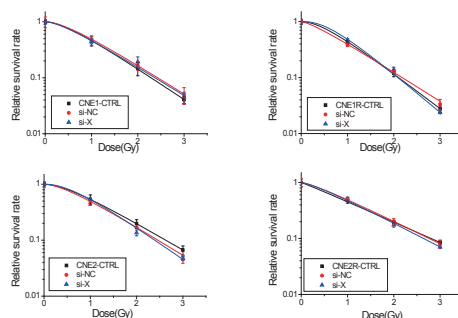 Relative survival rate
1
0.1
0.01
CNE1-CTRL
si-NC
si-X
0 1 2 3
Dose(Gy)
Relative survival rate
1
0.1
0.01
CNE1R-CTRL
si-NC
si-X
0 1 2 3
Dose(Gy)
Relative survival rate
1
0.1
0.01
CNE2-CTRL
si-NC
si-X
0 1 2 3
Dose(Gy)
Relative survival rate
1
0.1
0.01
CNE2R-CTRL
si-NC
si-X
0 1 2 3
Dose(Gy)